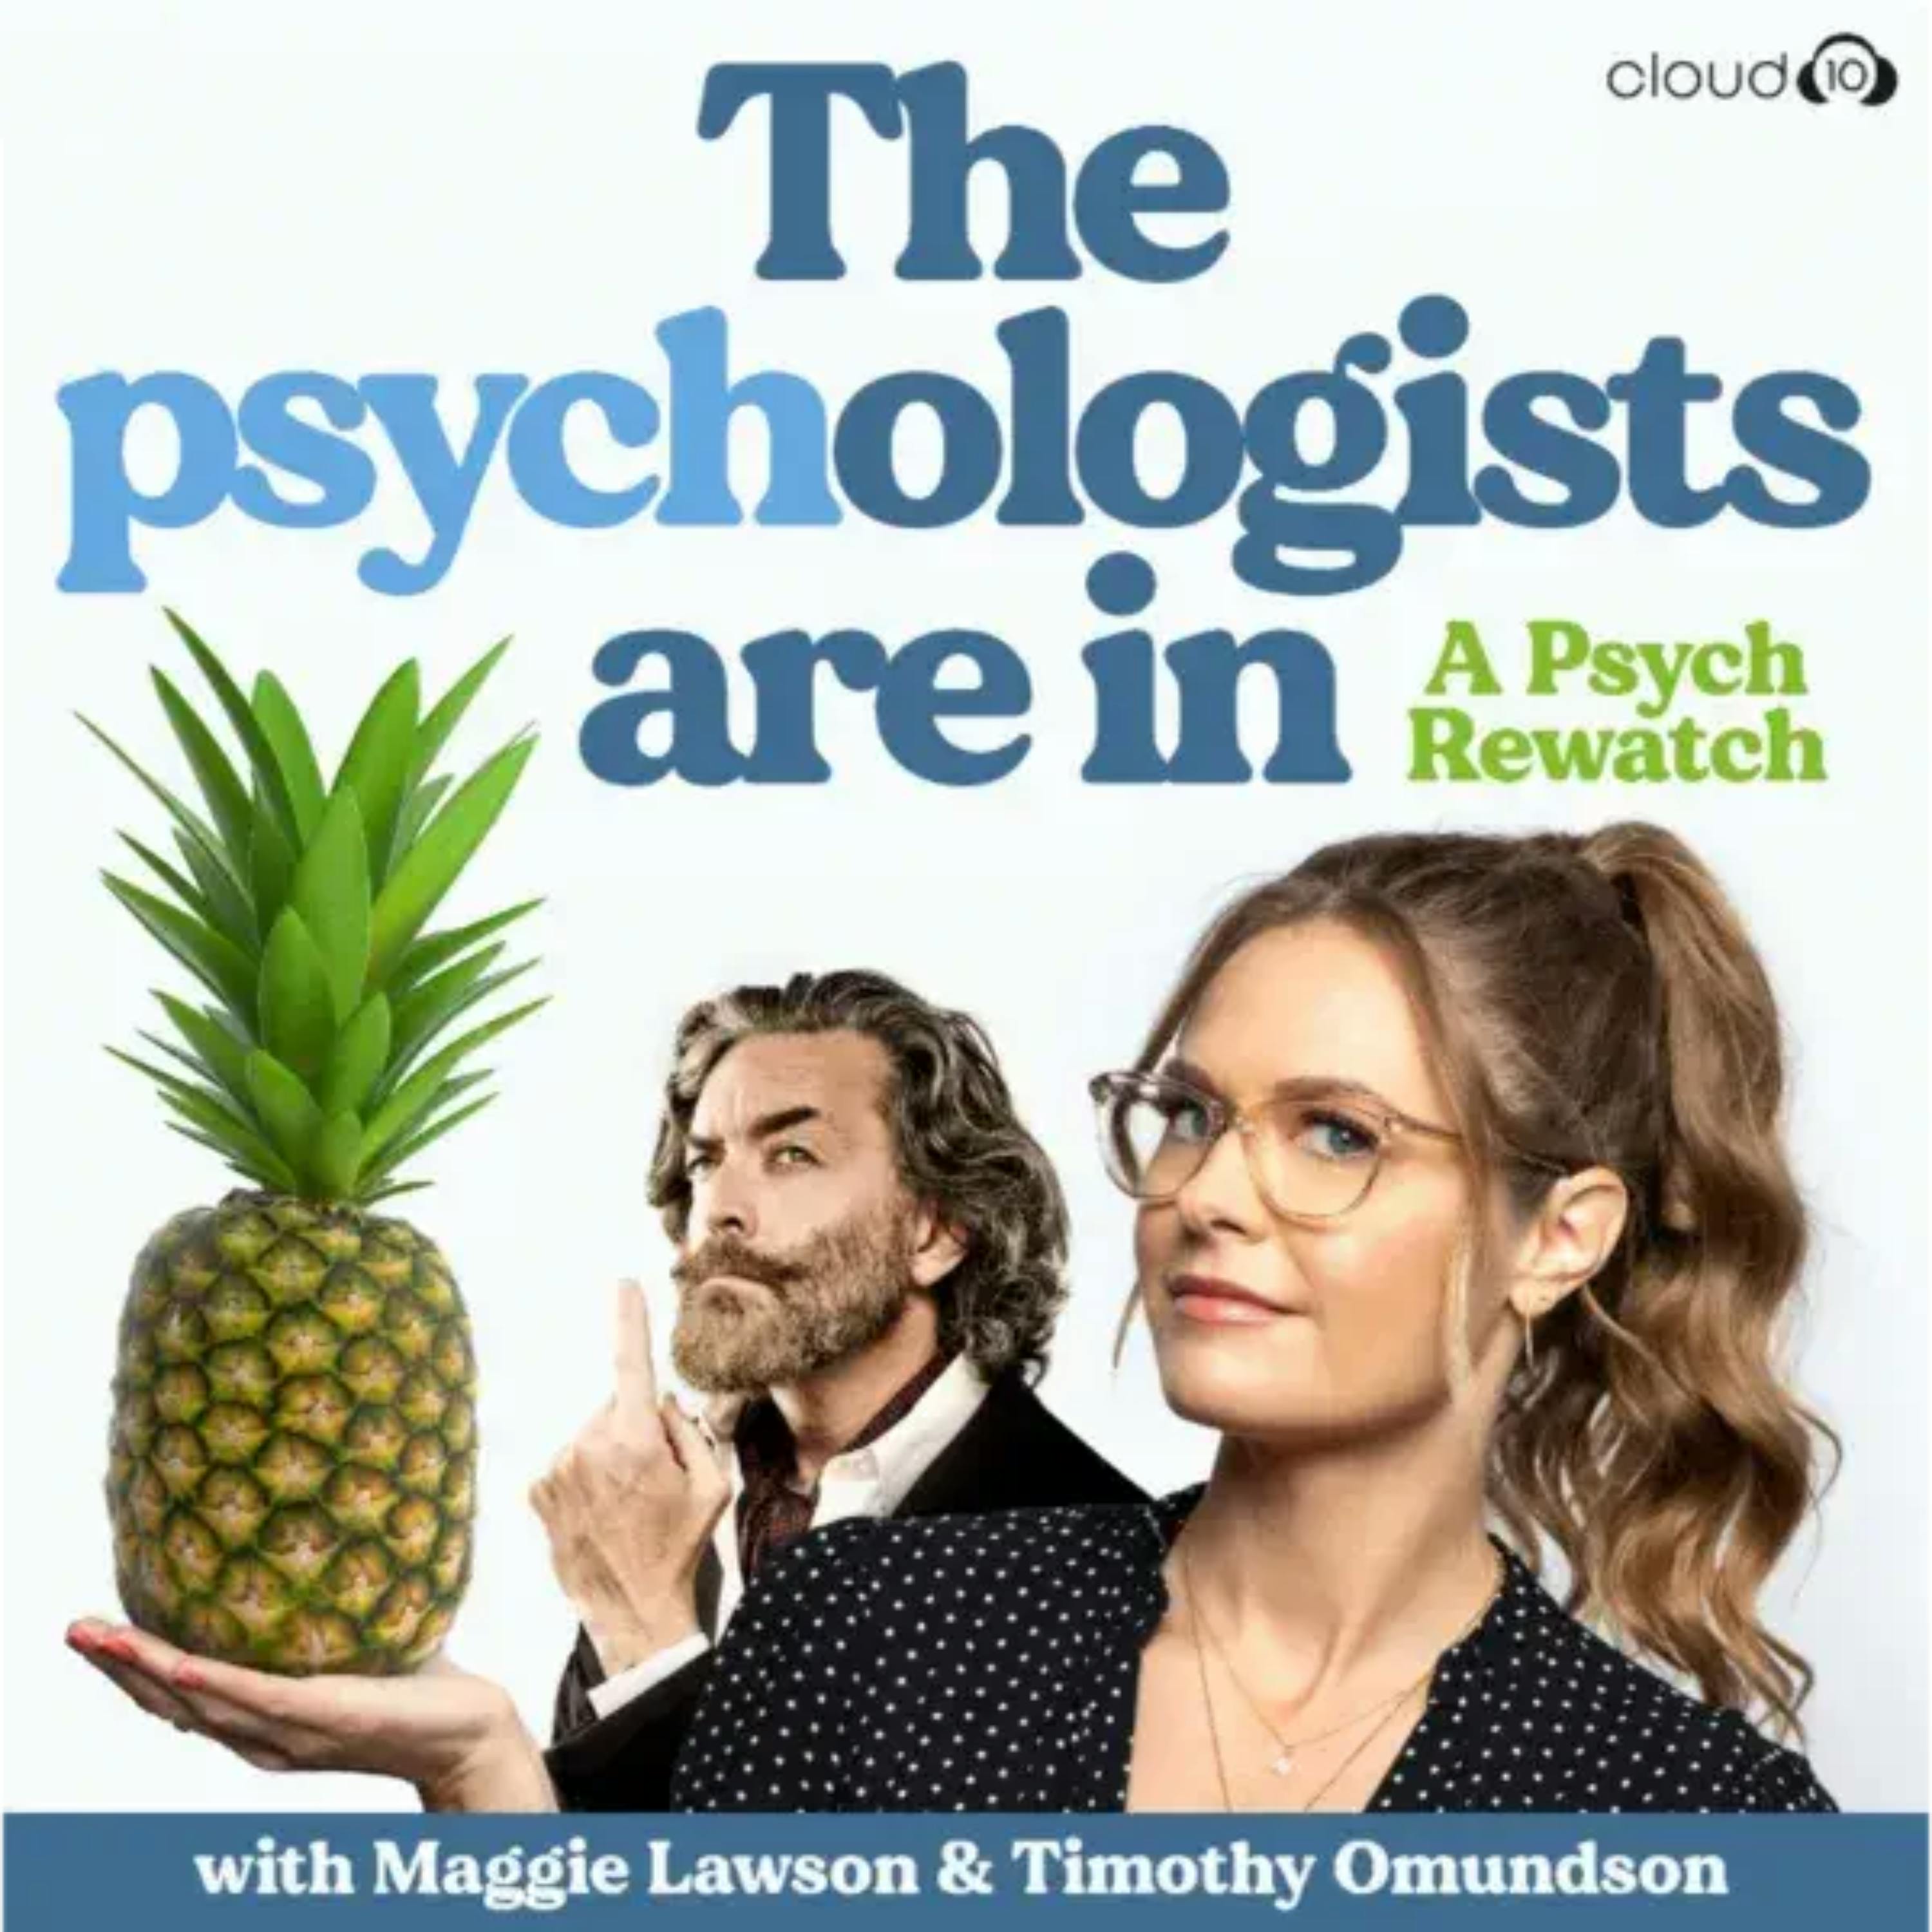 cloud 10
The
psychologists
are in
A Psych
Rewatch
with Maggie Lawson & Timothy Omundson